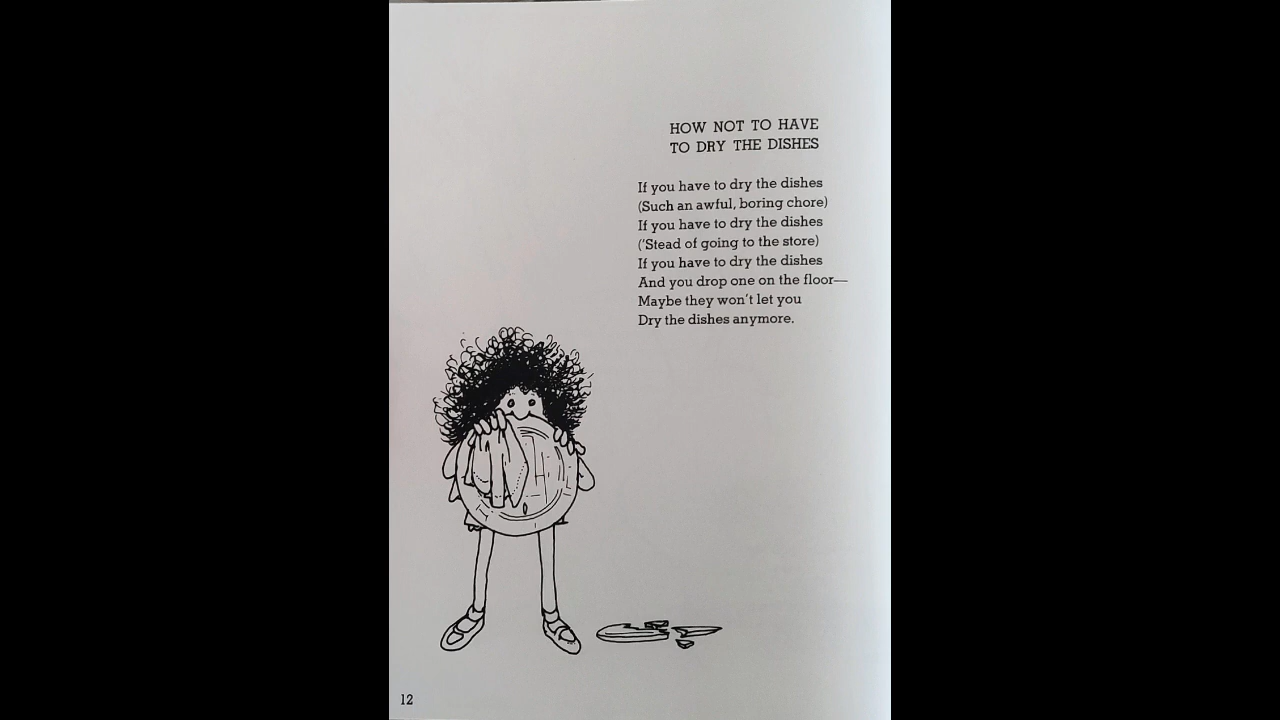 HOW NOT TO HAVE
TO DRY THE DISHES
If you have to dry the dishes
(Such an awful, boring chore)
If you have to dry the dishes
('Stead of going to the store)
If you have to dry the dishes
And you drop one on the floor—
Maybe they won't let you
Dry the dishes anymore.
12